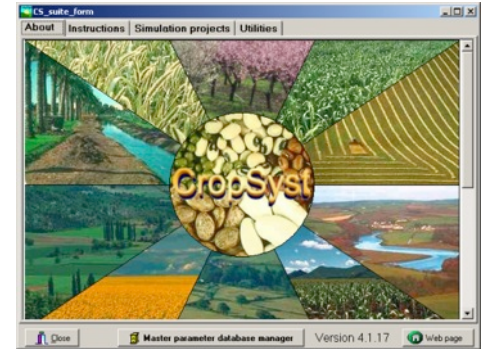 CS_suite_form
About Instructions Simulation projects Utilities
CropSyst
Close Master parameter database manager Version 4.1.17 Web page